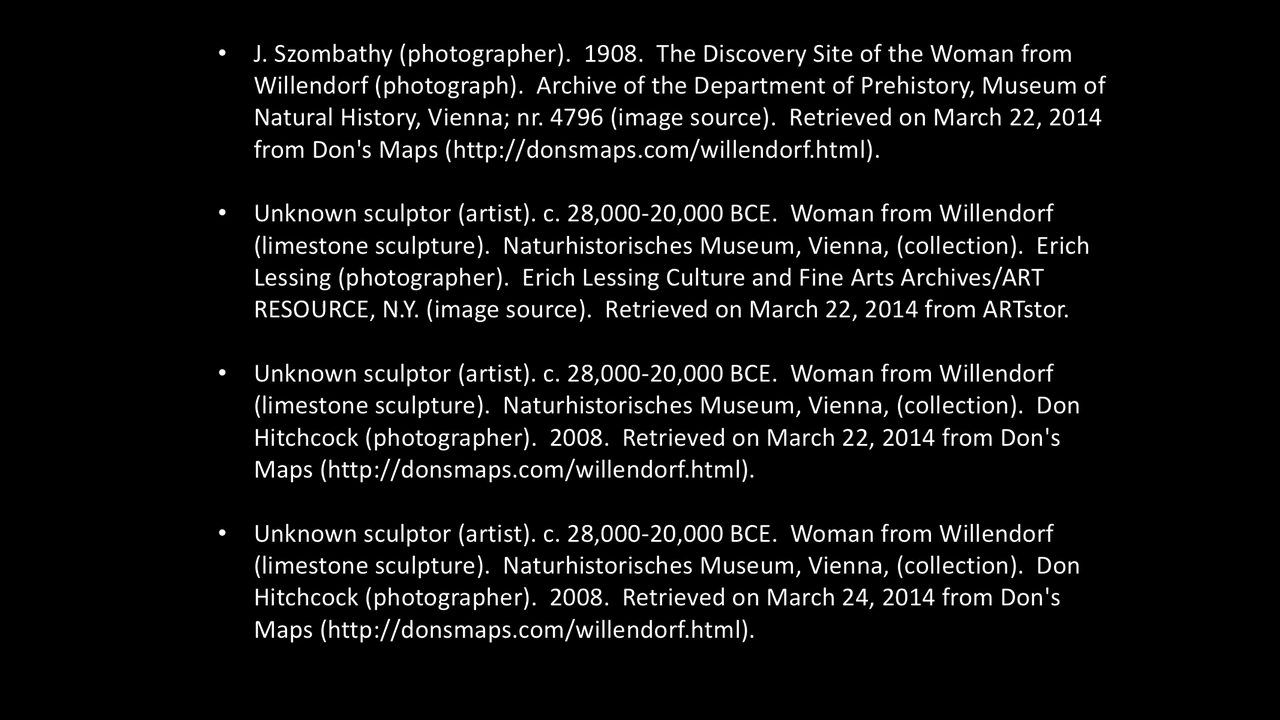 • J. Szombathy (photographer).  1908.  The Discovery Site of the Woman from
Willendorf (photograph).  Archive of the Department of Prehistory, Museum of
Natural History, Vienna; nr. 4796 (image source).  Retrieved on March 22, 2014
from Don's Maps (http://donsmaps.com/willendorf.html).
• Unknown sculptor (artist). c. 28,000-20,000 BCE.  Woman from Willendorf
(limestone sculpture).  Naturhistorisches Museum, Vienna, (collection).  Erich
Lessing (photographer).  Erich Lessing Culture and Fine Arts Archives/ART
RESOURCE, N.Y. (image source).  Retrieved on March 22, 2014 from ARTstor.
• Unknown sculptor (artist). c. 28,000-20,000 BCE.  Woman from Willendorf
(limestone sculpture).  Naturhistorisches Museum, Vienna, (collection).  Don
Hitchcock (photographer).  2008.  Retrieved on March 22, 2014 from Don's
Maps (http://donsmaps.com/willendorf.html).
• Unknown sculptor (artist). c. 28,000-20,000 BCE.  Woman from Willendorf
(limestone sculpture).  Naturhistorisches Museum, Vienna, (collection).  Don
Hitchcock (photographer).  2008.  Retrieved on March 24, 2014 from Don's
Maps (http://donsmaps.com/willendorf.html).